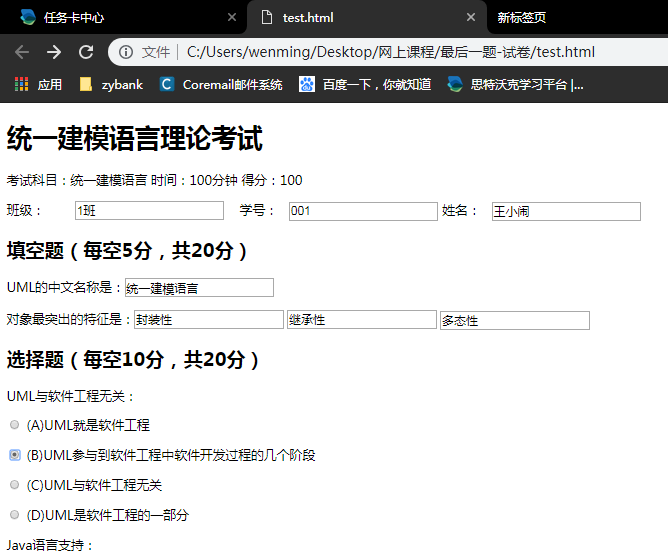 任务卡中心 test.html 新标签页
文件 C:/Users/wenming/Desktop/网上课程/最后一题-试卷/test.html
应用 zybank Coremail邮件系统 百度一下，你就知道 思特沃克学习平台 |...
统一建模语言理论考试
考试科目：统一建模语言 时间：100分钟 得分：100
班级： 1班 学号： 001 姓名： 王小闹
填空题（每空5分，共20分）
UML的中文名称是： 统一建模语言
对象最突出的特征是： 封装性 继承性 多态性
选择题（每空10分，共20分）
UML与软件工程无关：
(A)UML就是软件工程
(B)UML参与到软件工程中软件开发过程的几个阶段
(C)UML与软件工程无关
(D)UML是软件工程的一部分
Java语言支持：